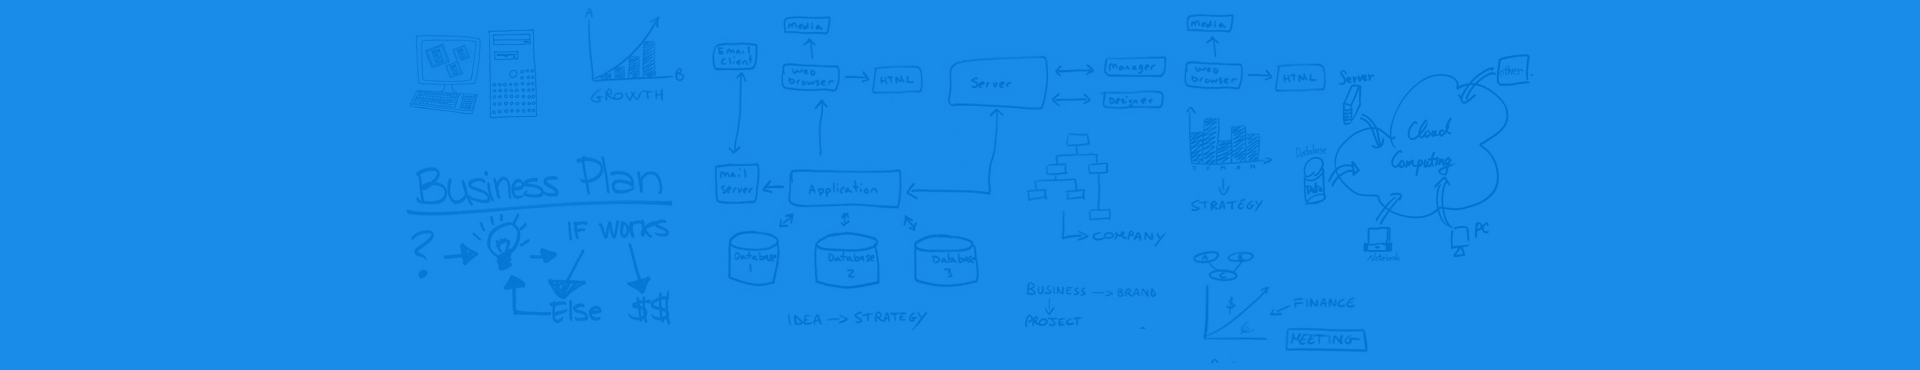 A
B
GROWTH
Business Plan
?
IF WORKS
Else
$$
Email
client
media
web
browser
HTML
Server
manager
Designer
mail
server
Application
Database
1
Database
2
Database
3
IDEA → STRATEGY
COMPANY
BUSINESS → BRAND
PROJECT
media
web
browser
HTML
STRATEGY
Server
Database
Data
Cloud
Computing
Notebook
PC
A
C
$
€
FINANCE
MEETING